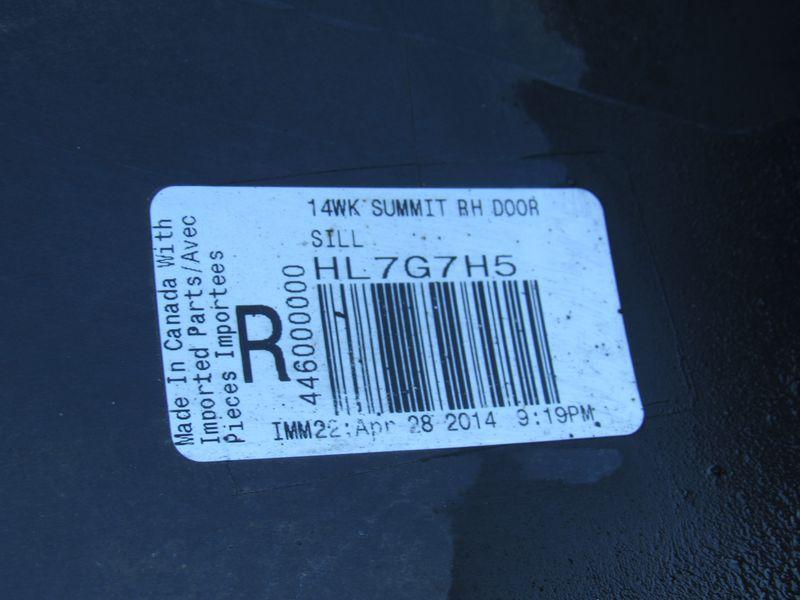 14WK SUMMIT RH DOOR
SILL
HL7G7H5
Made In Canada With
Imported Parts/Avec
Pieces Importees
R
446000000
IMM22:Apr 28 2014 9:19PM